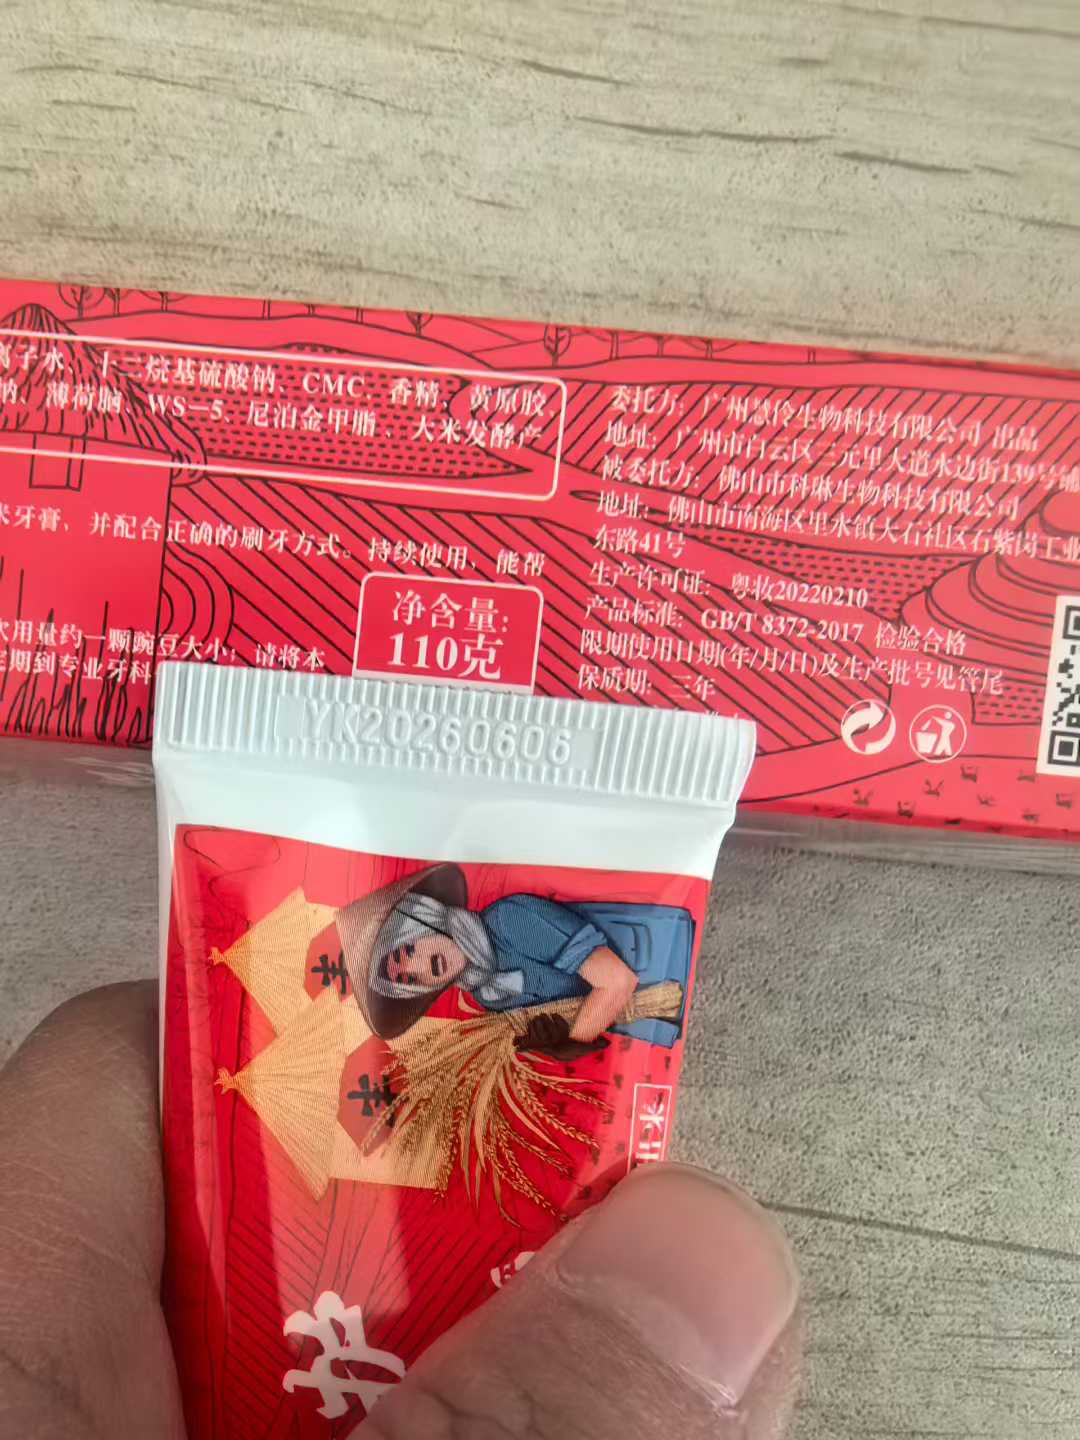 离子水、十二烷基硫酸钠、CMC、香精、黄原胶、
钠、薄荷脑、WS-5、尼泊金甲脂、大米发酵产
米牙膏，并配合正确的刷牙方式。持续使用，能帮
次用量约一颗豌豆大小；请将本
定期到专业牙科
净含量：
110克
委托方：广州慧伶生物科技有限公司 出品
地址：广州市白云区三元里大道水边街139号铺
被委托方：佛山市科琳生物科技有限公司
地址：佛山市南海区里水镇大石社区石紫岗工业
东路41号
生产许可证：粤妆20220210
产品标准：GB/T 8372-2017 检验合格
限期使用日期(年/月/日)及生产批号见管尾
保质期：三年
YK20260606
丰
丰
米